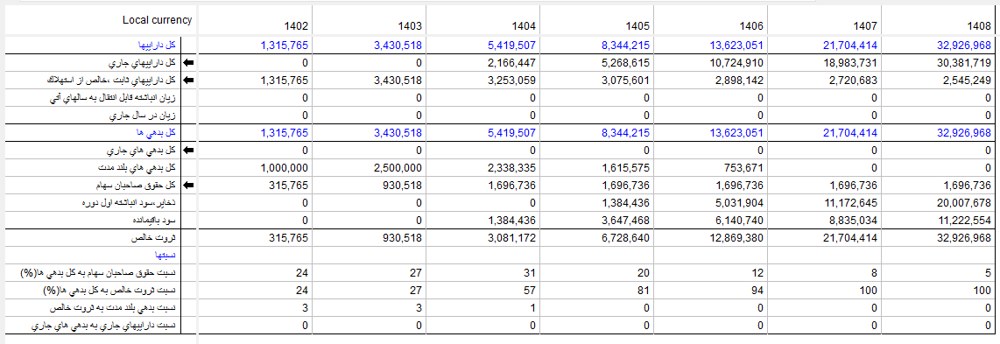 Local currency 1402 1403 1404 1405 1406 1407 1408
كل داراييها 1,315,765 3,430,518 5,419,507 8,344,215 13,623,051 21,704,414 32,926,968
كل داراييهاي جاري 0 0 2,166,447 5,268,615 10,724,910 18,983,731 30,381,719
كل داراييهاي ثابت ،خالص از استهلاك 1,315,765 3,430,518 3,253,059 3,075,601 2,898,142 2,720,683 2,545,249
زيان انباشته قابل انتقال به سالهاي آتي 0 0 0 0 0 0 0
زيان در سال جاري 0 0 0 0 0 0 0
كل بدهي ها 1,315,765 3,430,518 5,419,507 8,344,215 13,623,051 21,704,414 32,926,968
كل بدهي هاي جاري 0 0 0 0 0 0 0
كل بدهي هاي بلند مدت 1,000,000 2,500,000 2,338,335 1,615,575 753,671 0 0
كل حقوق صاحبان سهام 315,765 930,518 1,696,736 1,696,736 1,696,736 1,696,736 1,696,736
ذخاير،سود انباشته اول دوره 0 0 0 1,384,436 5,031,904 11,172,645 20,007,678
سود باقيمانده 0 0 1,384,436 3,647,468 6,140,740 8,835,034 11,222,554
ثروت خالص 315,765 930,518 3,081,172 6,728,640 12,869,380 21,704,414 32,926,968
نسبتها
نسبت حقوق صاحبان سهام به كل بدهي ها(%) 24 27 31 20 12 8 5
نسبت ثروت خالص به كل بدهي ها(%) 24 27 57 81 94 100 100
نسبت بدهي بلند مدت به ثروت خالص 3 3 1 0 0 0 0
نسبت داراييهاي جاري به بدهي هاي جاري 0 0 0 0 0 0 0